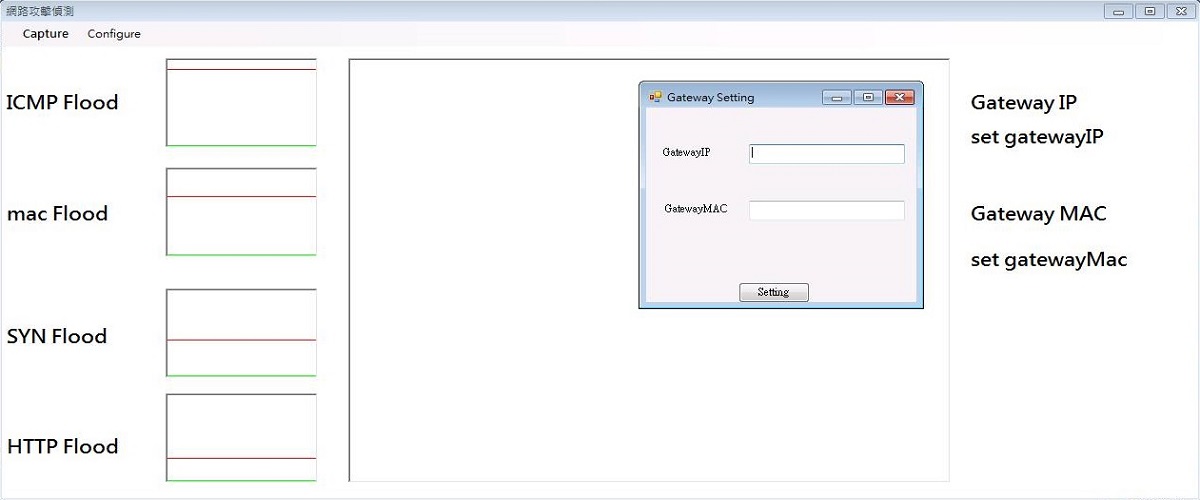 網路攻擊偵測
Capture Configure
ICMP Flood
mac Flood
SYN Flood
HTTP Flood
Gateway Setting
GatewayIP
GatewayMAC
Setting
Gateway IP
set gatewayIP
Gateway MAC
set gatewayMac